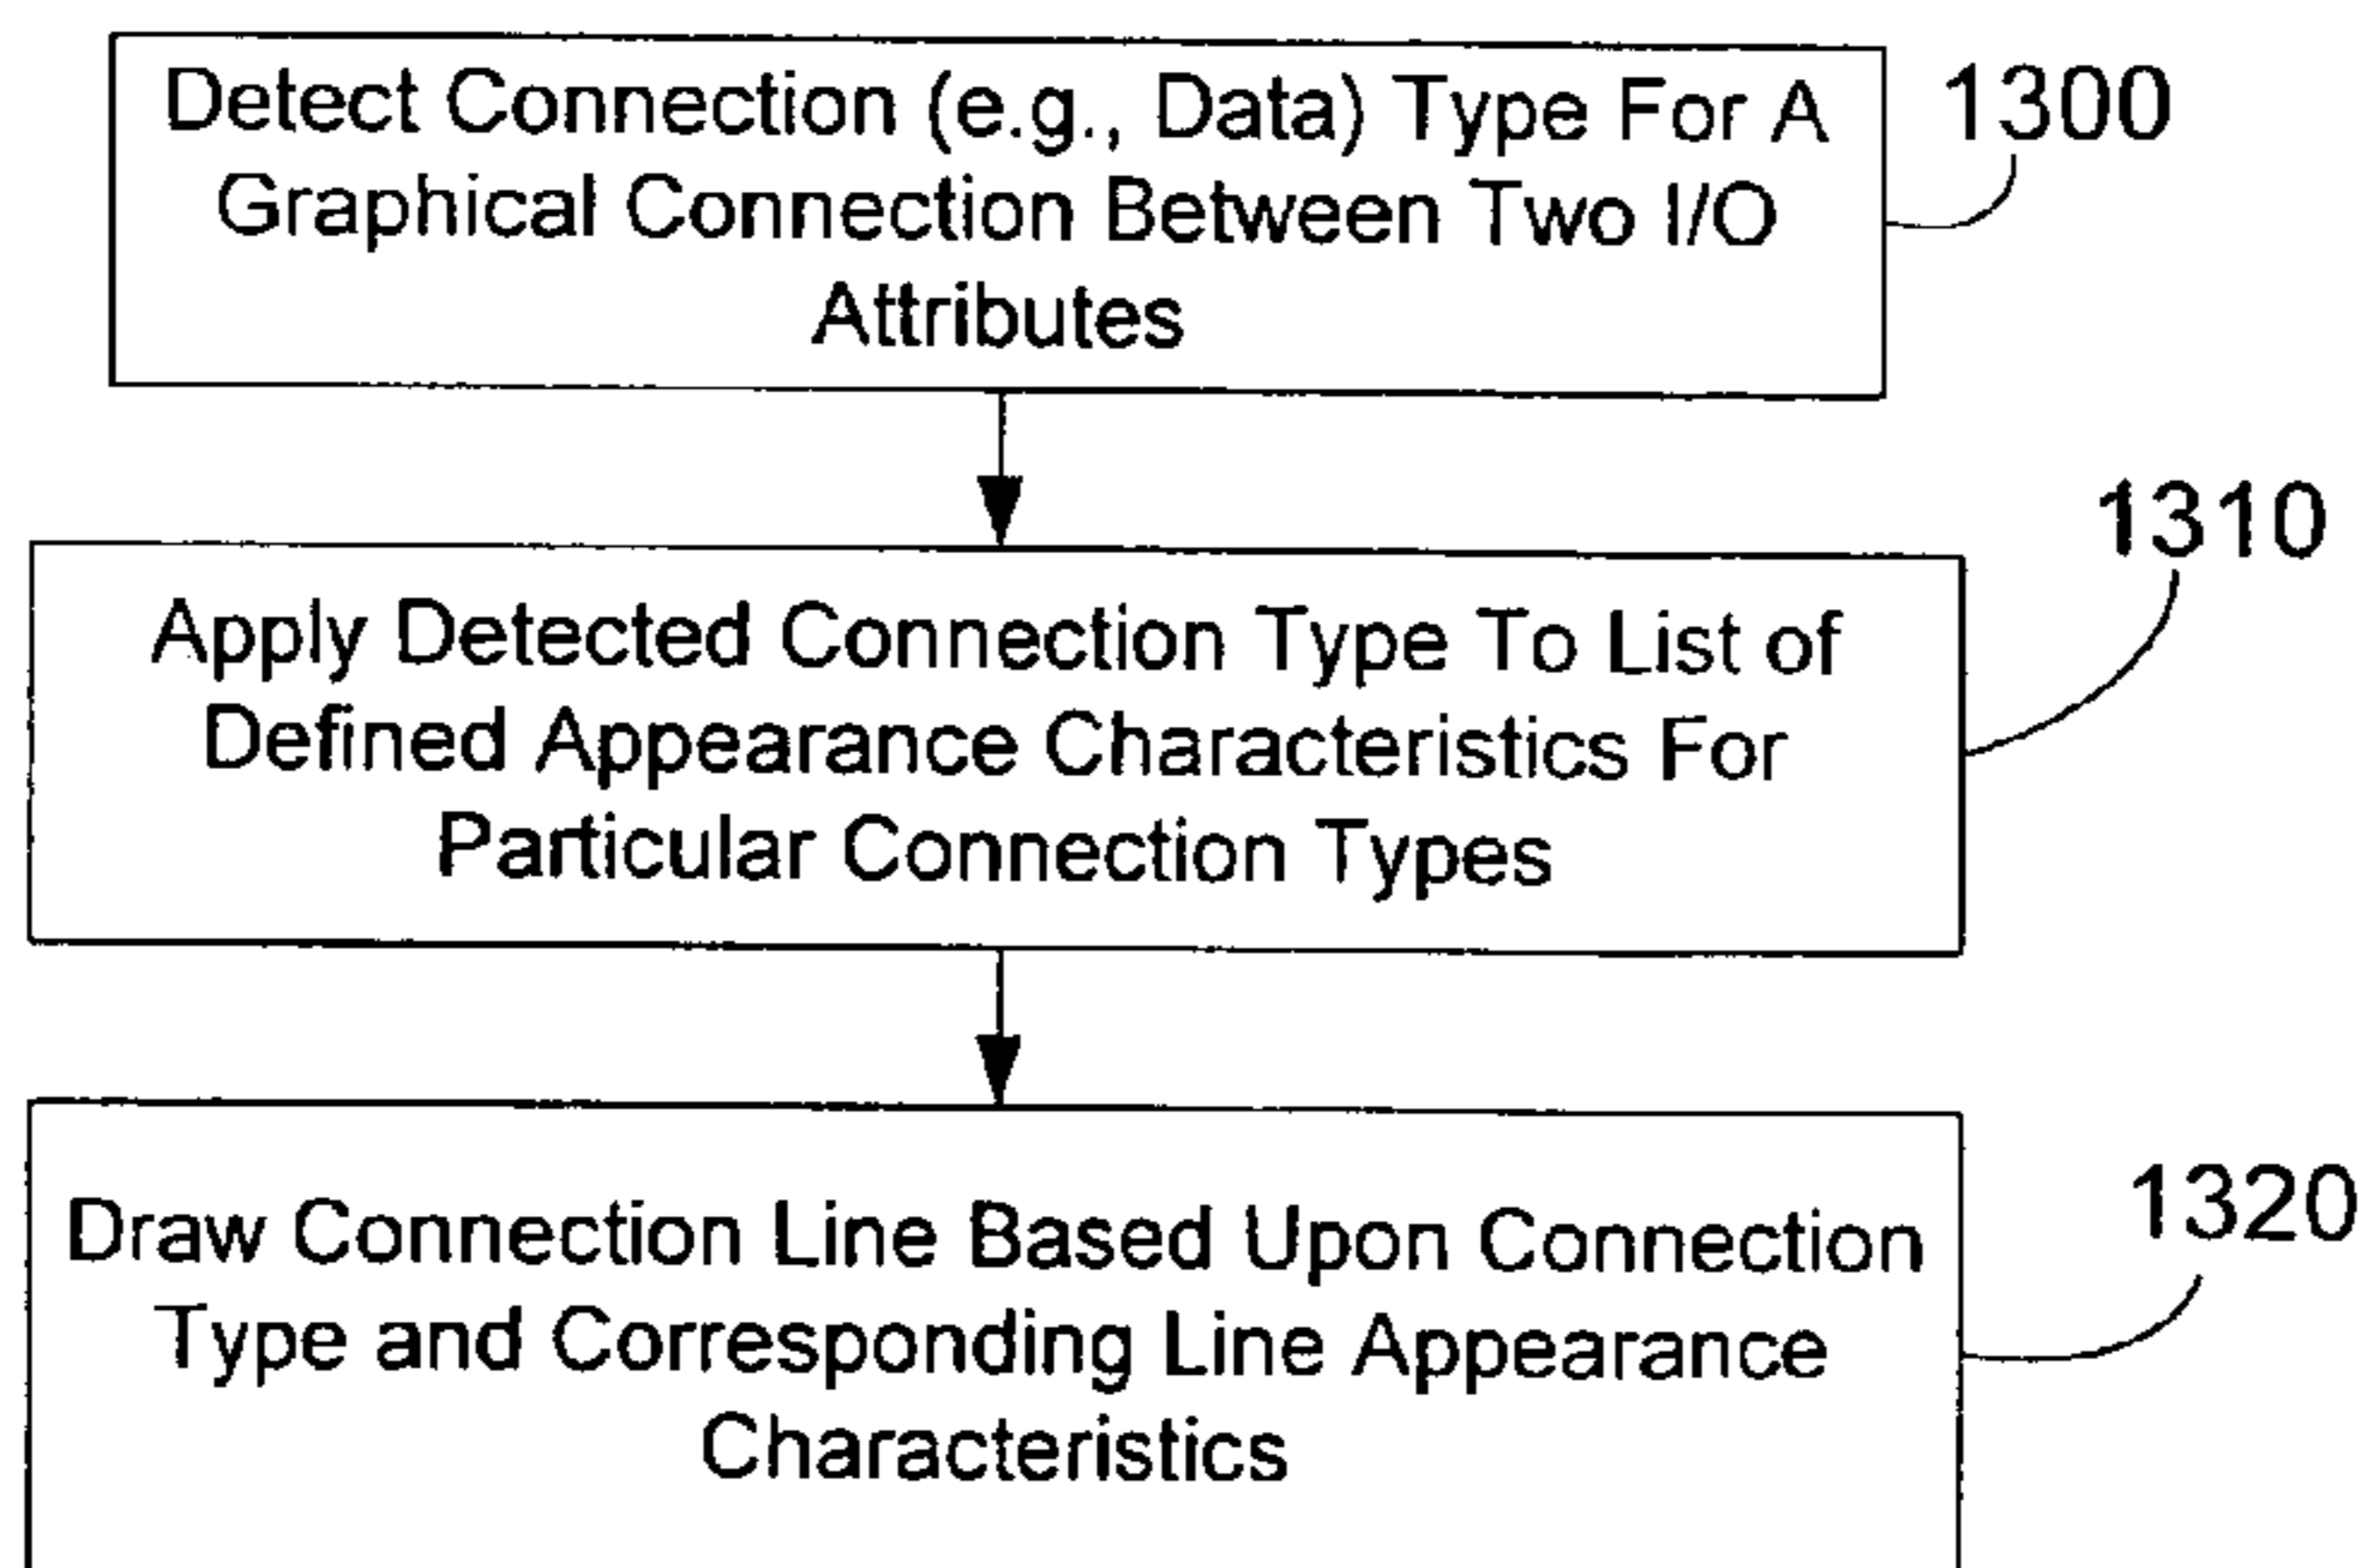 Detect Connection (e.g., Data) Type For A
Graphical Connection Between Two I/O
Attributes
1300
Apply Detected Connection Type To List of
Defined Appearance Characteristics For
Particular Connection Types
1310
Draw Connection Line Based Upon Connection
Type and Corresponding Line Appearance
Characteristics
1320